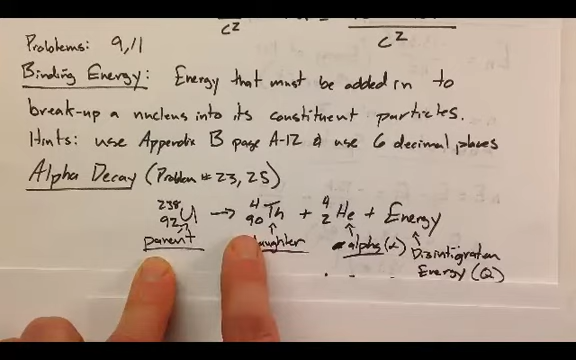 c²
c²
Problems: 9,11
Binding Energy: Energy that must be added in to
break-up a nucleus into its constituent particles.
Hints: use Appendix B page A-12 & use 6 decimal places
Alpha Decay (Problem # 23, 25)
²³⁸₉₂U → ⁴₉₀Th + ⁴₂He + Energy
parent daughter alpha (α) Disintigration
Energy (Q)